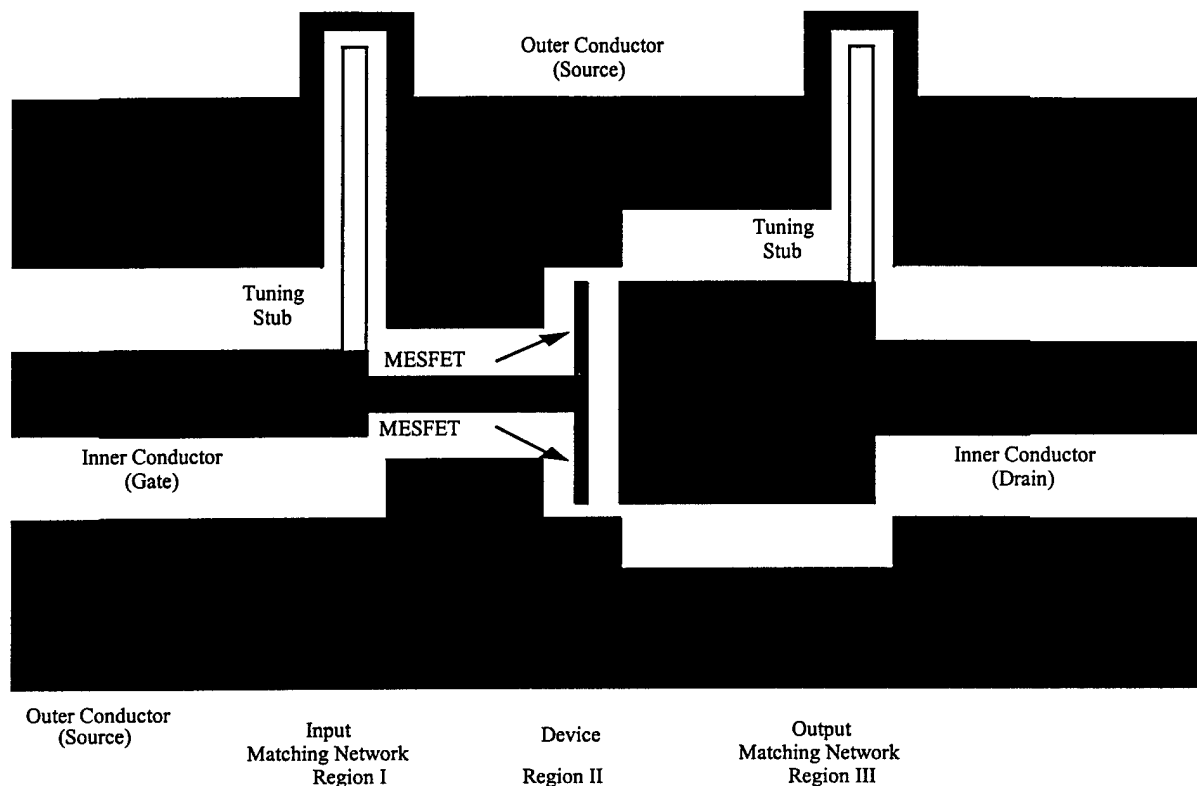 Outer Conductor
(Source)
Tuning
Stub
Tuning
Stub
MESFET
MESFET
Inner Conductor
(Gate)
Inner Conductor
(Drain)
Outer Conductor
(Source)
Input
Matching Network
Region I
Device
Region II
Output
Matching Network
Region III